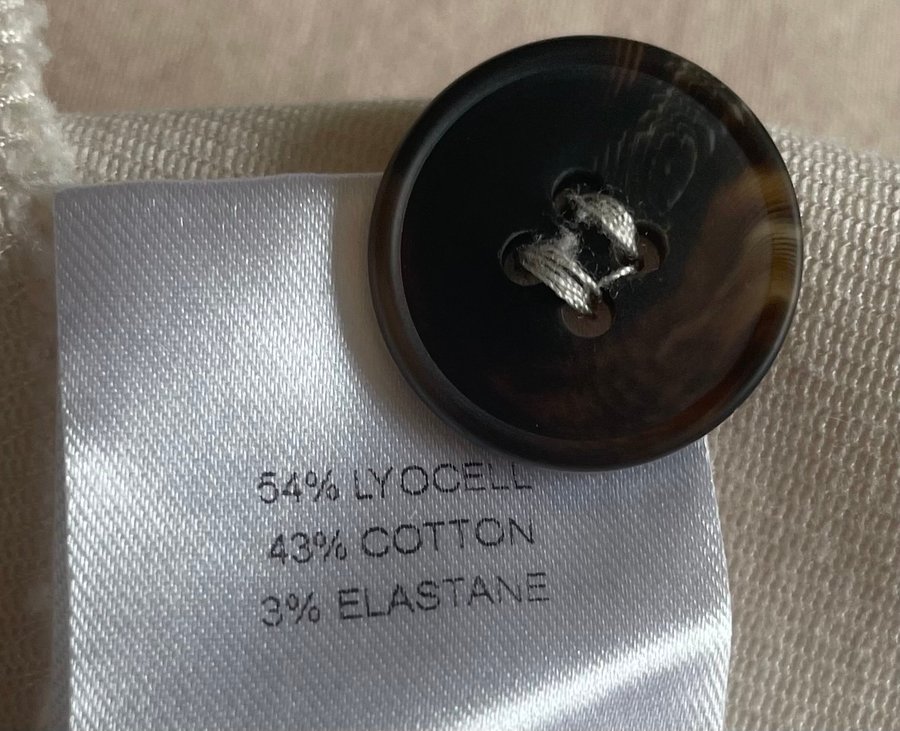 54% LYOCELL
43% COTTON
3% ELASTANE